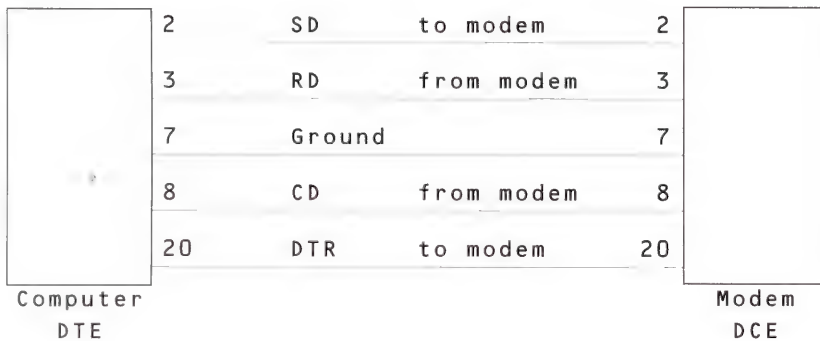 2 SD to modem 2
3 RD from modem 3
7 Ground 7
8 CD from modem 8
20 DTR to modem 20
Computer Modem
DTE DCE